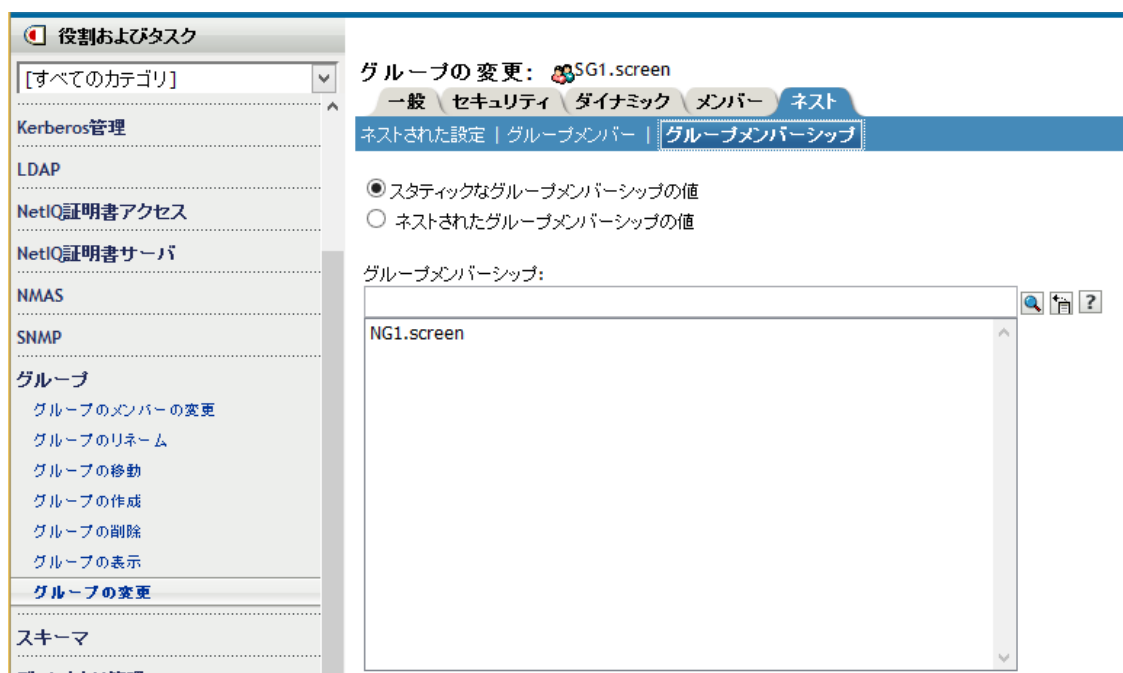 役割およびタスク
[すべてのカテゴリ]
Kerberos管理
LDAP
NetIQ証明書アクセス
NetIQ証明書サーバ
NMAS
SNMP
グループ
グループのメンバーの変更
グループのリネーム
グループの移動
グループの作成
グループの削除
グループの表示
グループの変更
スキーマ
グループの変更: SG1.screen
一般 セキュリティ ダイナミック メンバー ネスト
ネストされた設定 | グループメンバー | グループメンバーシップ
スタティックなグループメンバーシップの値
ネストされたグループメンバーシップの値
グループメンバーシップ:
?
NG1.screen